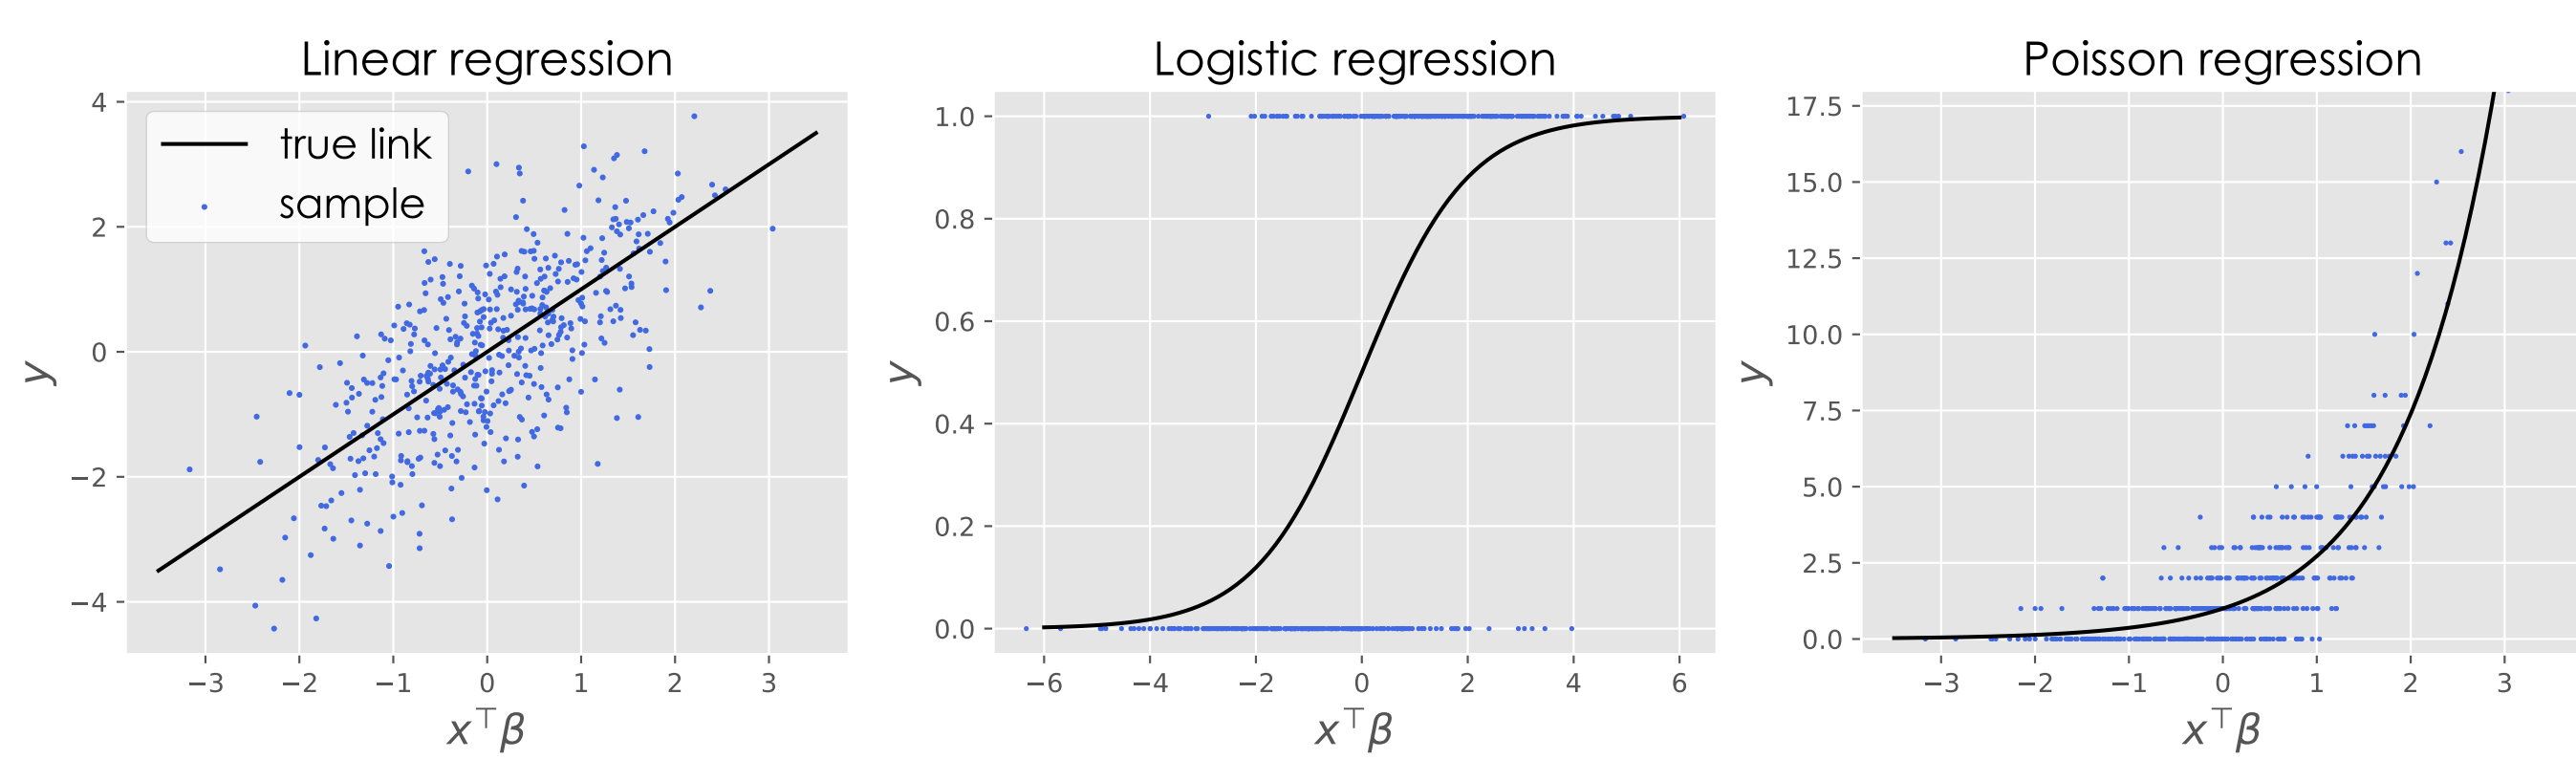 Linear regression
4
2
0
−2
−4
y
true link
sample
−3 −2 −1 0 1 2 3
x⊤β
Logistic regression
1.0
0.8
0.6
0.4
0.2
0.0
y
−6 −4 −2 0 2 4 6
x⊤β
Poisson regression
17.5
15.0
12.5
10.0
7.5
5.0
2.5
0.0
y
−3 −2 −1 0 1 2 3
x⊤β